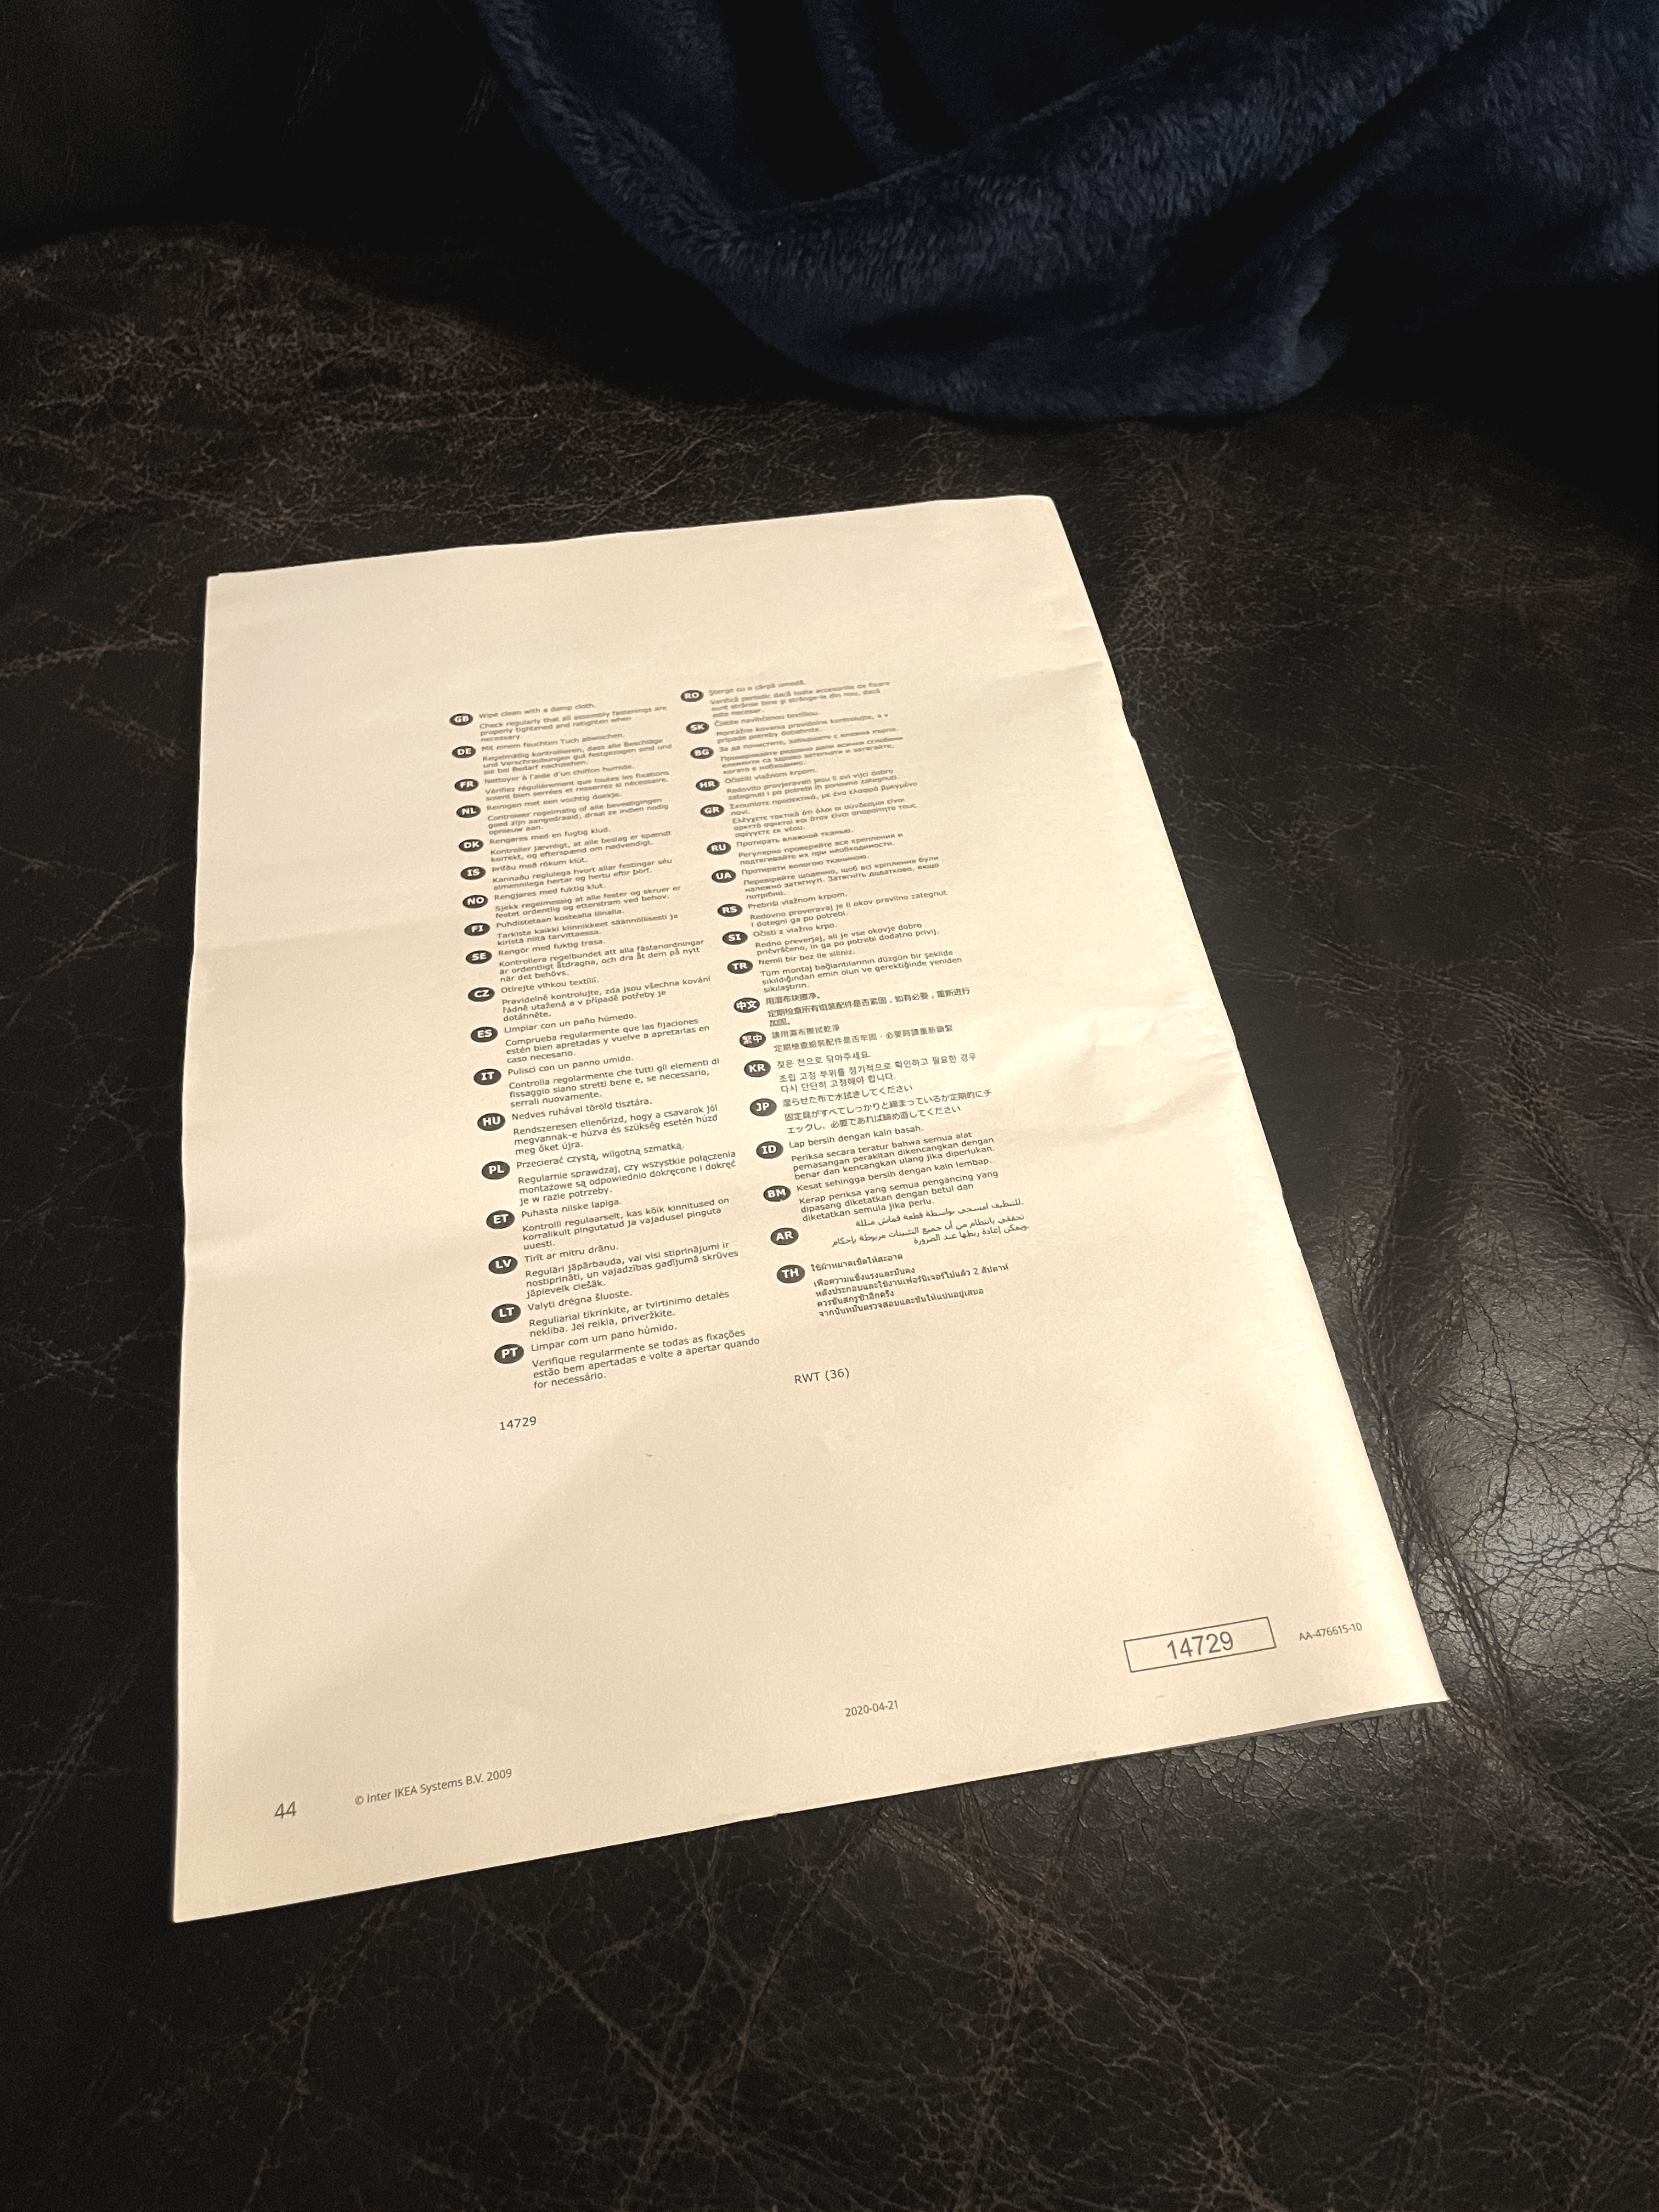 GB Wipe clean with a damp cloth.
Check regularly that all assembly fastenings are
properly tightened and retighten when
necessary.
DE Mit einem feuchten Tuch abwischen.
Regelmäßig kontrollieren, dass alle Beschläge
und Verschraubungen gut festgezogen sind und
sie bei Bedarf nachziehen.
FR Nettoyer à l'aide d'un chiffon humide.
Vérifiez régulièrement que toutes les fixations
soient bien serrées et resserrez si nécessaire.
NL Reinigen met een vochtig doekje.
Controleer regelmatig of alle bevestigingen
goed zijn aangedraaid; draai ze indien nodig
opnieuw aan.
DK Rengøres med en fugtig klud.
Kontroller jævnligt, at alle beslag er spændt
korrekt, og efterspænd om nødvendigt.
IS Þrífðu með rökum klút.
Kannaðu reglulega hvort allar festingar séu
almennilega hertar og hertu eftir þörf.
NO Rengjøres med fuktig klut.
Sjekk regelmessig at alle fester og skruer er
festet ordentlig og etterstram ved behov.
FI Puhdistetaan kostealla liinalla.
Tarkista kaikki kiinnikkeet säännöllisesti ja
kiristä niitä tarvittaessa.
SE Rengör med fuktig trasa.
Kontrollera regelbundet att alla fästanordningar
är ordentligt åtdragna, och dra åt dem på nytt
när det behövs.
CZ Otírejte vlhkou textilií.
Pravidelně kontrolujte, zda jsou všechna kování
řádně utažená a v případě potřeby je
dotáhněte.
ES Limpiar con un paño húmedo.
Comprueba regularmente que las fijaciones
estén bien apretadas y vuelve a apretarlas en
caso necesario.
IT Pulisci con un panno umido.
Controlla regolarmente che tutti gli elementi di
fissaggio siano stretti bene e, se necessario,
serrali nuovamente.
HU Nedves ruhával töröld tisztára.
Rendszeresen ellenőrizd, hogy a csavarok jól
megvannak-e húzva és szükség esetén húzd
meg őket újra.
PL Przecierać czystą, wilgotną szmatką.
Regularnie sprawdzaj, czy wszystkie połączenia
montażowe są odpowiednio dokręcone i dokręć
je w razie potrzeby.
ET Puhasta niiske lapiga.
Kontrolli regulaarselt, kas kõik kinnitused on
korralikult pingutatud ja vajadusel pinguta
uuesti.
LV Tīrīt ar mitru drānu.
Regulāri jāpārbauda, vai visi stiprinājumi ir
nostiprināti, un vajadzības gadījumā skrūves
jāpievelk ciešāk.
LT Valyti drėgna šluoste.
Reguliariai tikrinkite, ar tvirtinimo detalės
nekliba. Jei reikia, priveržkite.
PT Limpar com um pano húmido.
Verifique regularmente se todas as fixações
estão bem apertadas e volte a apertar quando
for necessário.
14729
RO Şterge cu o cârpă umedă.
Verifică periodic dacă toate accesoriile de fixare
sunt strânse bine şi strânge-le din nou, dacă
este necesar.
SK Čistite navlhčenou textíliou.
Montážne kovania pravidelne kontrolujte, a v
prípade potreby dotiahnite.
BG За да почистите, забършете с влажна кърпа.
Проверявайте редовно дали всички сглобени
елементи са здраво затегнати и затягайте,
когато е необходимо.
HR Očistiti vlažnom krpom.
Redovito provjeravati jesu li svi vijci dobro
zategnuti i po potrebi ih ponovno zategnuti.
GR Σκουπίστε προσεκτικά, με ένα ελαφρά βρεγμένο
πανί.
Ελέγχετε τακτικά ότι όλοι οι σύνδεσμοι είναι
αρκετά σφικτοί και όταν είναι απαραίτητο τους
σφίγγετε εκ νέου.
RU Протирать влажной тканью.
Регулярно проверяйте все крепления и
подтягивайте их при необходимости.
UA Протирати вологою тканиною.
Перевіряйте щоденно, щоб всі кріплення були
належно затягнуті. Затягніть додатково, якщо
потрібно.
RS Prebriši vlažnom krpom.
Redovno proveravaj je li okov pravilno zategnut
i dotegni ga po potrebi.
SI Očisti z vlažno krpo.
Redno preverjaj, ali je vse okovje dobro
pričvrščeno, in ga po potrebi dodatno privij.
TR Nemli bir bez ile siliniz.
Tüm montaj bağlantılarının düzgün bir şekilde
sıkıldığından emin olun ve gerektiğinde yeniden
sıkılaştırın.
中文 用湿布块擦净。
定期检查所有组装配件是否紧固，如有必要，重新进行
加固。
繁中 請用濕布擦拭乾淨
定期檢查組裝配件是否牢固，必要時請重新鎖緊
KR 젖은 천으로 닦아주세요.
조립 고정 부위를 정기적으로 확인하고 필요한 경우
다시 단단히 고정해야 합니다.
JP 湿らせた布で水拭きしてください
固定具がすべてしっかりと締まっているか定期的にチ
ェックし、必要であれば締め直してください
ID Lap bersih dengan kain basah.
Periksa secara teratur bahwa semua alat
pemasangan perakitan dikencangkan dengan
benar dan kencangkan ulang jika diperlukan.
BM Kesat sehingga bersih dengan kain lembap.
Kerap periksa yang semua pengancing yang
dipasang diketatkan dengan betul dan
diketatkan semula jika perlu.
AR للتنظيف امسحي بواسطة قطعة قماش مبللة.
تحققي بانتظام من أن جميع التثبيتات مربوطة بإحكام
ويمكن إعادة ربطها عند الضرورة.
TH ใช้ผ้าหมาดเช็ดให้สะอาด
เพื่อความแข็งแรงและมั่นคง
หลังประกอบและใช้งานเฟอร์นิเจอร์ไปแล้ว 2 สัปดาห์
ควรขันสกรูซ้ำอีกครั้ง
จากนั้นหมั่นตรวจสอบและขันให้แน่นอยู่เสมอ
RWT (36)
14729
AA-476615-10
2020-04-21
44
© Inter IKEA Systems B.V. 2009